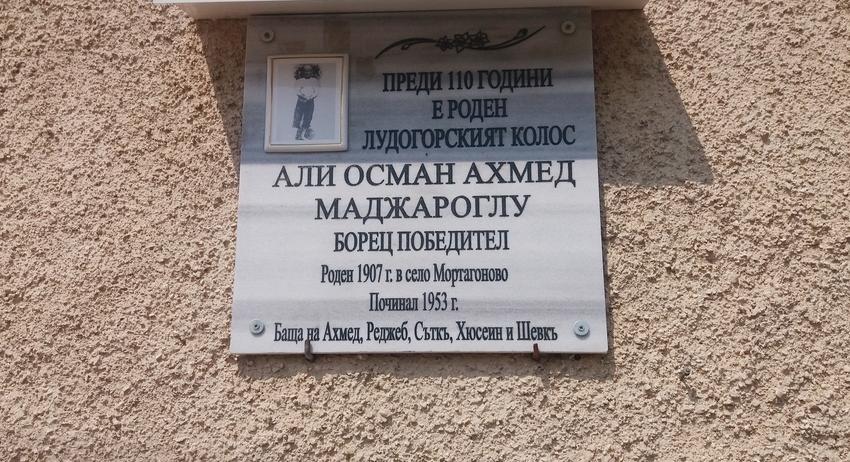 ПРЕДИ 110 ГОДИНИ
Е РОДЕН
ЛУДОГОРСКИЯТ КОЛОС
АЛИ ОСМАН АХМЕД
МАДЖАРОГЛУ
БОРЕЦ ПОБЕДИТЕЛ
Роден 1907 г. в село Мортагоново
Починал 1953 г.
Баща на Ахмед, Реджеб, Съткъ, Хюсеин и Шевкъ